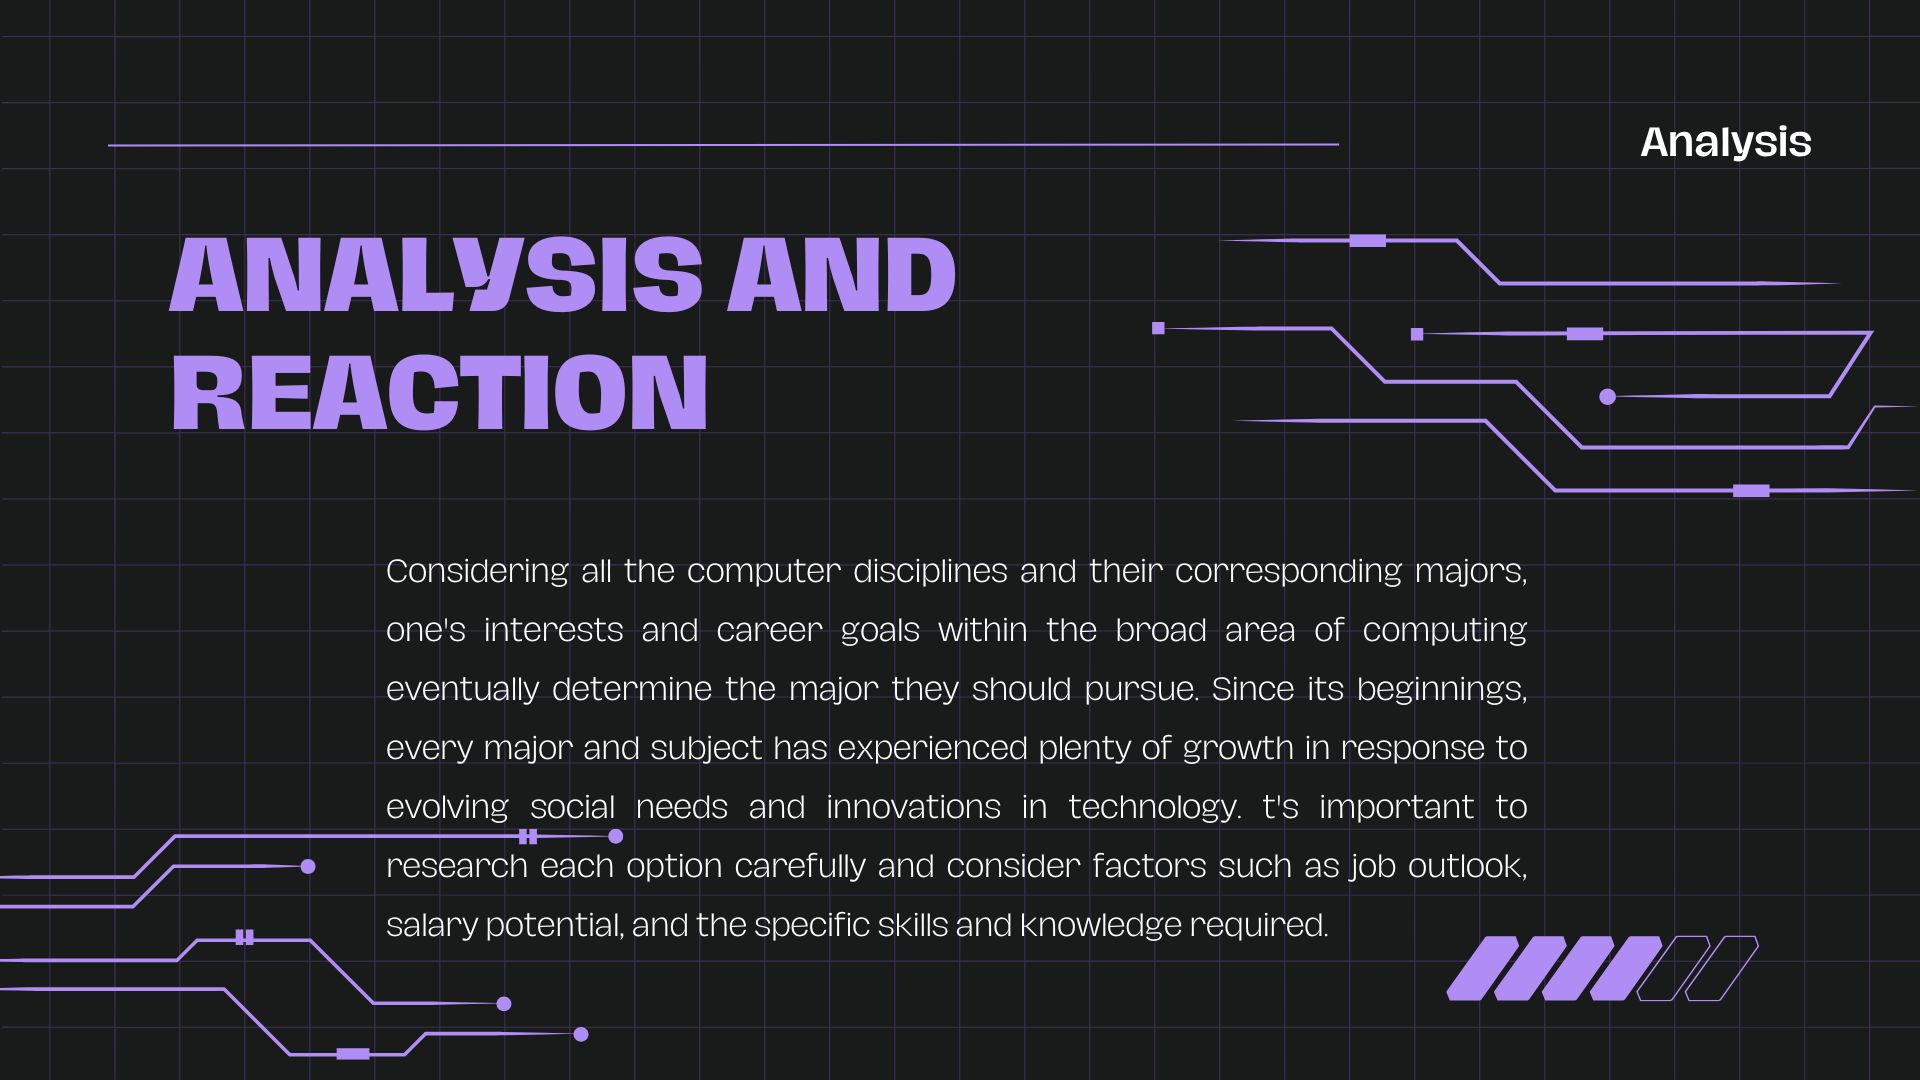 Analysis
ANALYSIS AND
REACTION
Considering all the computer disciplines and their corresponding majors,
one's interests and career goals within the broad area of computing
eventually determine the major they should pursue. Since its beginnings,
every major and subject has experienced plenty of growth in response to
evolving social needs and innovations in technology. t's important to
research each option carefully and consider factors such as job outlook,
salary potential, and the specific skills and knowledge required.